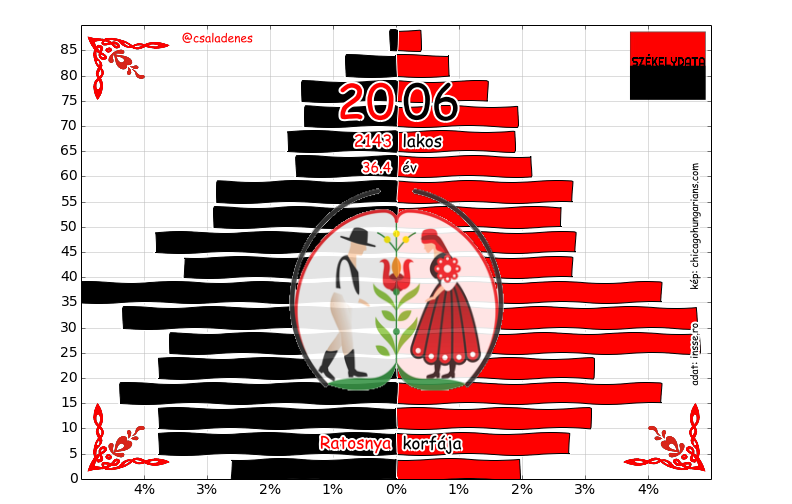 @csaladenes
SZÉKELYDATA
2006
2143 lakos
36.4 év
kép: chicagohungarians.com
adat: insse.ro
Ratosnya korfája
85
80
75
70
65
60
55
50
45
40
35
30
25
20
15
10
5
0
4% 3% 2% 1% 0% 1% 2% 3% 4%